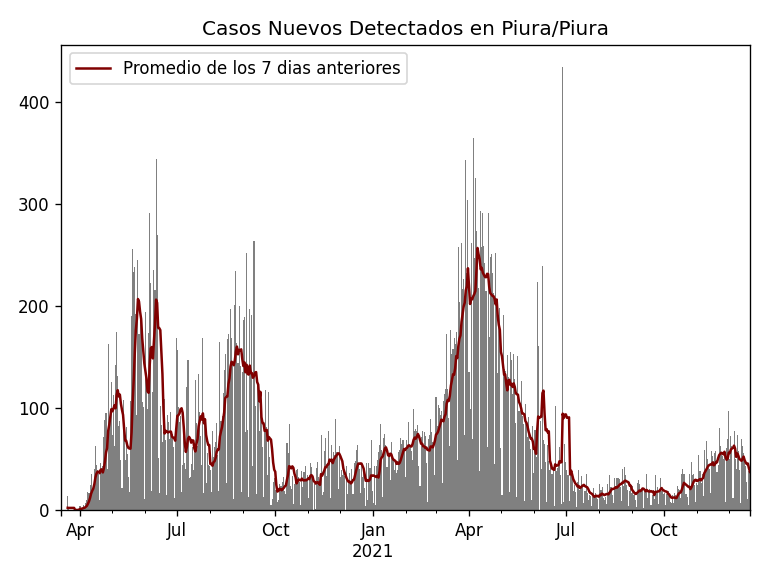 Casos Nuevos Detectados en Piura/Piura
Promedio de los 7 dias anteriores
400
300
200
100
0
Apr Jul Oct Jan Apr Jul Oct
2021